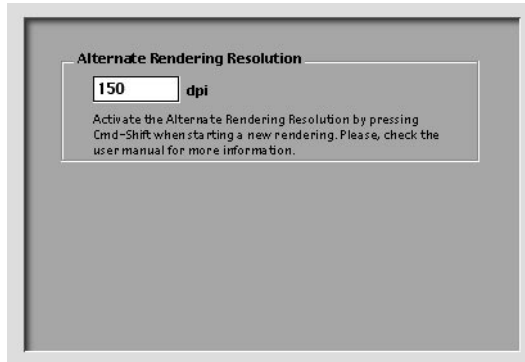 Alternate Rendering Resolution
150 dpi
Activate the Alternate Rendering Resolution by pressing
Cmd-Shift when starting a new rendering. Please, check the
user manual for more information.